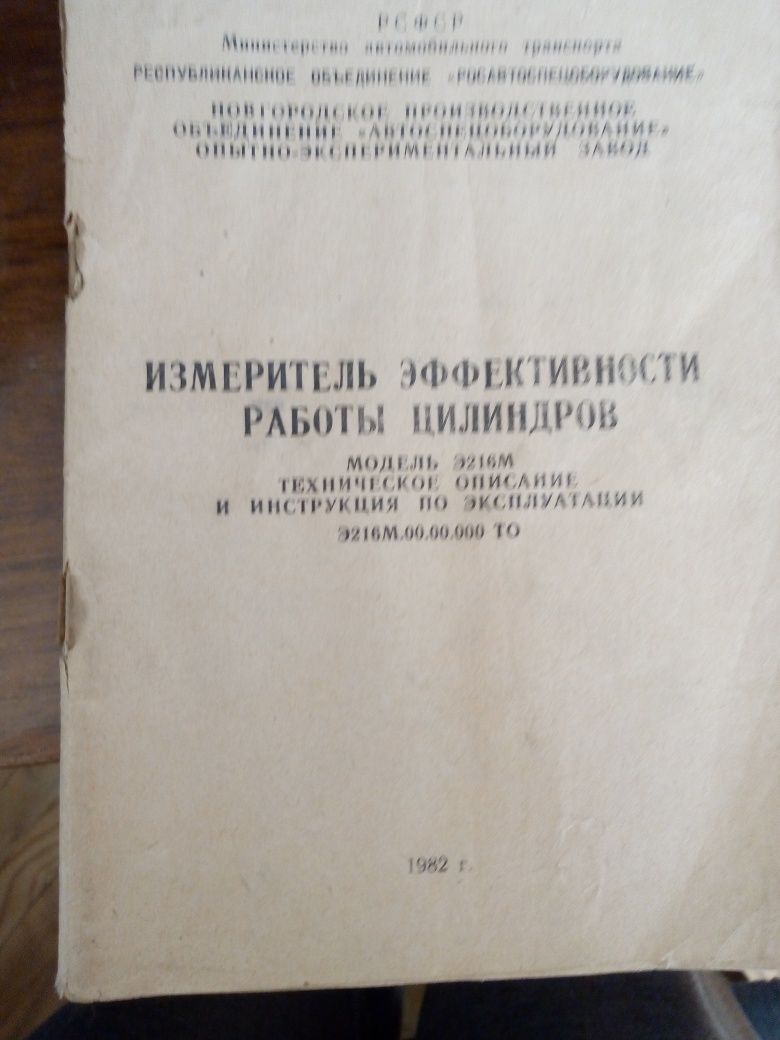 РСФСР
Министерство автомобильного транспорта
РЕСПУБЛИКАНСКОЕ ОБЪЕДИНЕНИЕ «РОСАВТОСПЕЦОБОРУДОВАНИЕ»
НОВГОРОДСКОЕ ПРОИЗВОДСТВЕННОЕ
ОБЪЕДИНЕНИЕ «АВТОСПЕЦОБОРУДОВАНИЕ»
ОПЫТНО-ЭКСПЕРИМЕНТАЛЬНЫЙ ЗАВОД
ИЗМЕРИТЕЛЬ ЭФФЕКТИВНОСТИ
РАБОТЫ ЦИЛИНДРОВ
МОДЕЛЬ Э216М
ТЕХНИЧЕСКОЕ ОПИСАНИЕ
И ИНСТРУКЦИЯ ПО ЭКСПЛУАТАЦИИ
Э216М.00.00.000 ТО
1982 г.